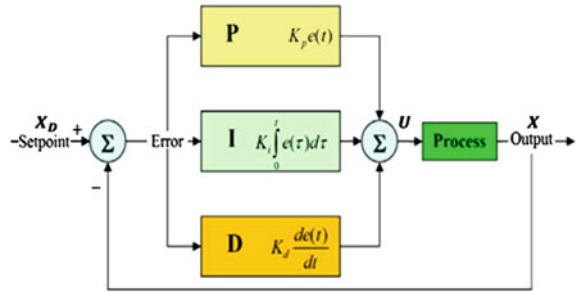 P K_p e(t)
X_D
–Setpoint
+
Σ
–
Error
I K_i ∫_0^t e(τ)dτ
Σ
U
Process
X
Output
D K_d de(t)/dt